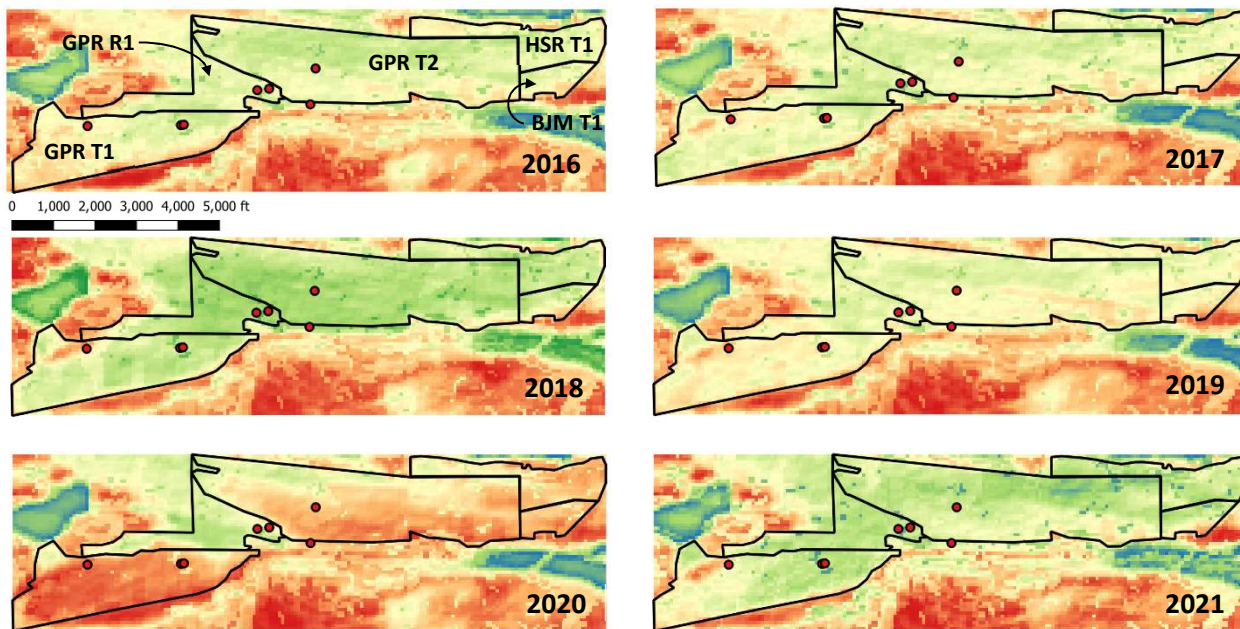 HSR T1
GPR R1
GPR T2
BJM T1
GPR T1
2016
2017
0 1,000 2,000 3,000 4,000 5,000 ft
2018
2019
2020
2021